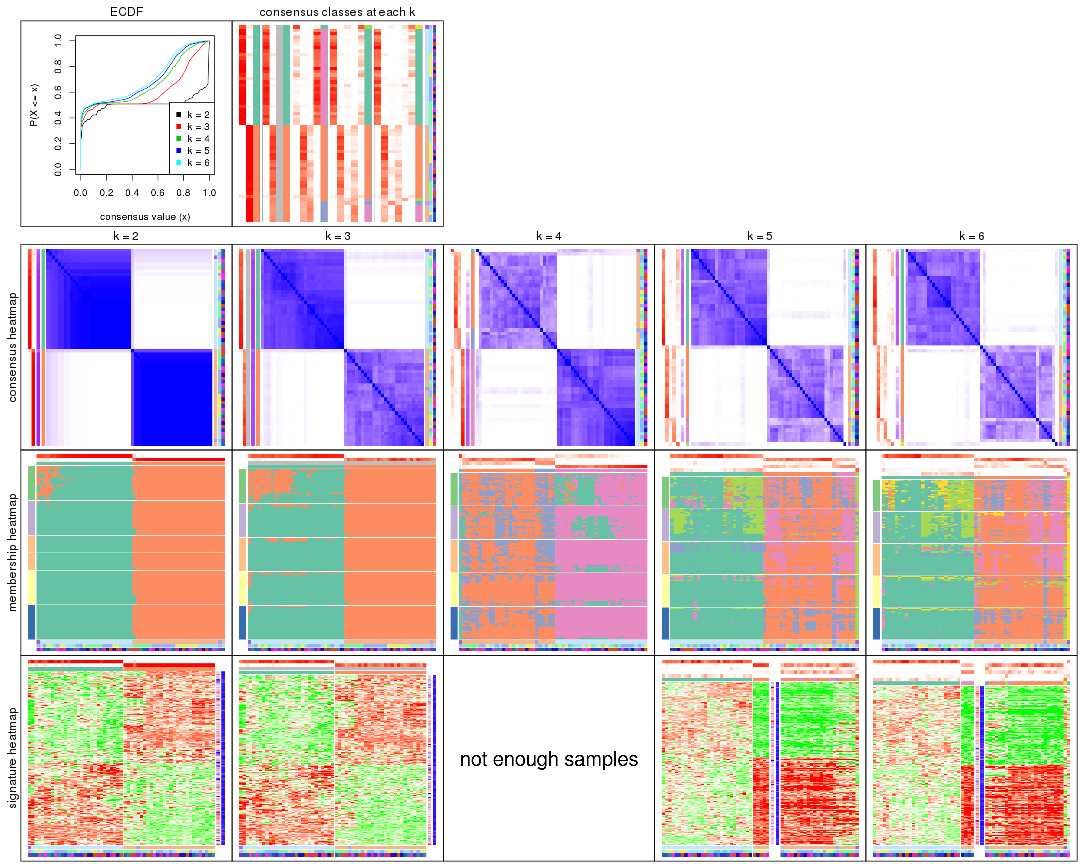 ECDF
consensus classes at each k
P(X <= x)
0.0 0.2 0.4 0.6 0.8 1.0
k = 2
k = 3
k = 4
k = 5
k = 6
0.0 0.2 0.4 0.6 0.8 1.0
consensus value (x)
k = 2
k = 3
k = 4
k = 5
k = 6
consensus heatmap
membership heatmap
signature heatmap
not enough samples